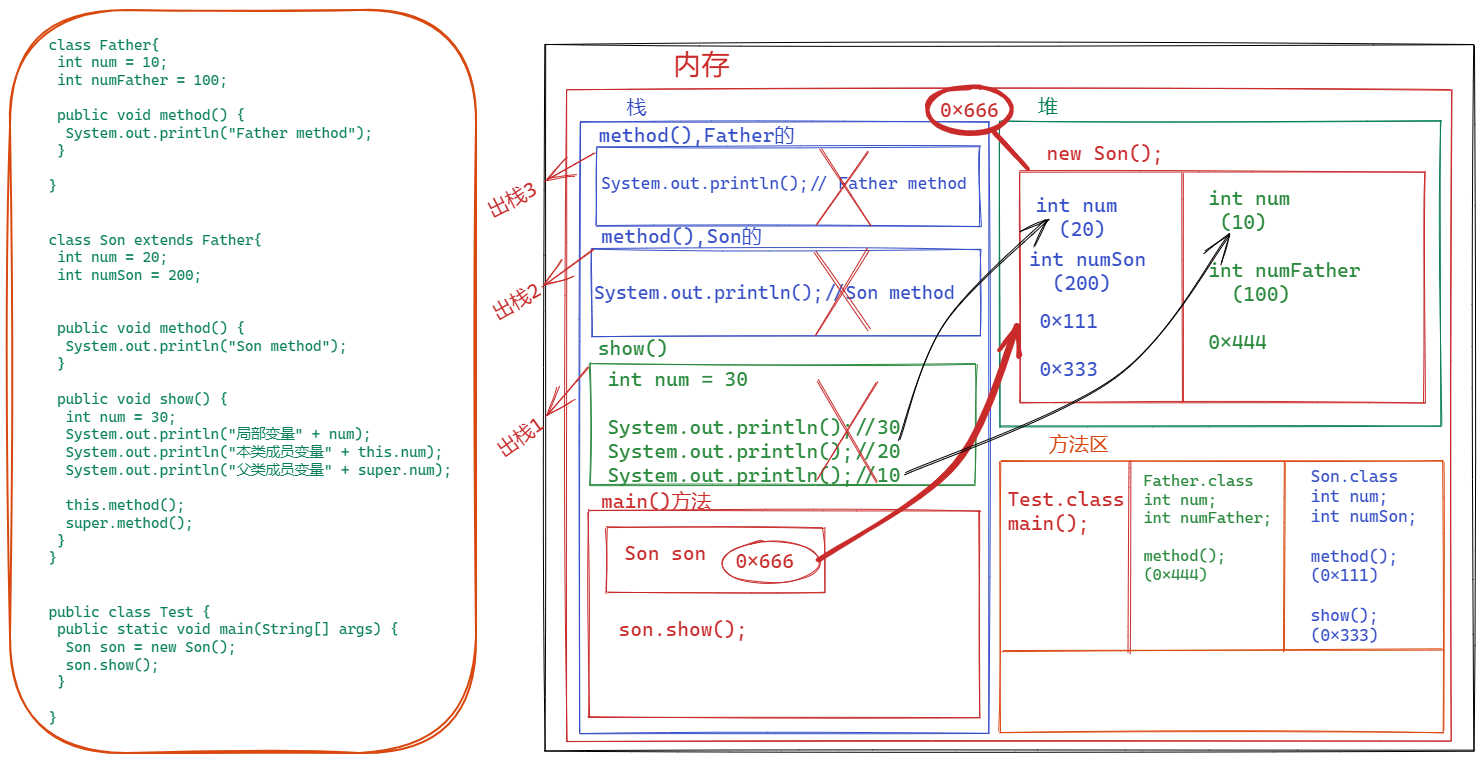 class Father{
int num = 10;
int numFather = 100;
public void method() {
System.out.println("Father method");
}
}
class Son extends Father{
int num = 20;
int numSon = 200;
public void method() {
System.out.println("Son method");
}
public void show() {
int num = 30;
System.out.println("局部变量" + num);
System.out.println("本类成员变量" + this.num);
System.out.println("父类成员变量" + super.num);
this.method();
super.method();
}
}
public class Test {
public static void main(String[] args) {
Son son = new Son();
son.show();
}
}
内存
栈
method(),Father的
System.out.println();// Father method
出栈3
method(),Son的
System.out.println();//Son method
出栈2
show()
int num = 30
System.out.println();//30
System.out.println();//20
System.out.println();//10
出栈1
main()方法
Son son
0×666
son.show();
0×666
堆
new Son();
int num
(20)
int numSon
(200)
0×111
0×333
int num
(10)
int numFather
(100)
0×444
方法区
Test.class
main();
Father.class
int num;
int numFather;
method();
(0×444)
Son.class
int num;
int numSon;
method();
(0×111)
show();
(0×333)